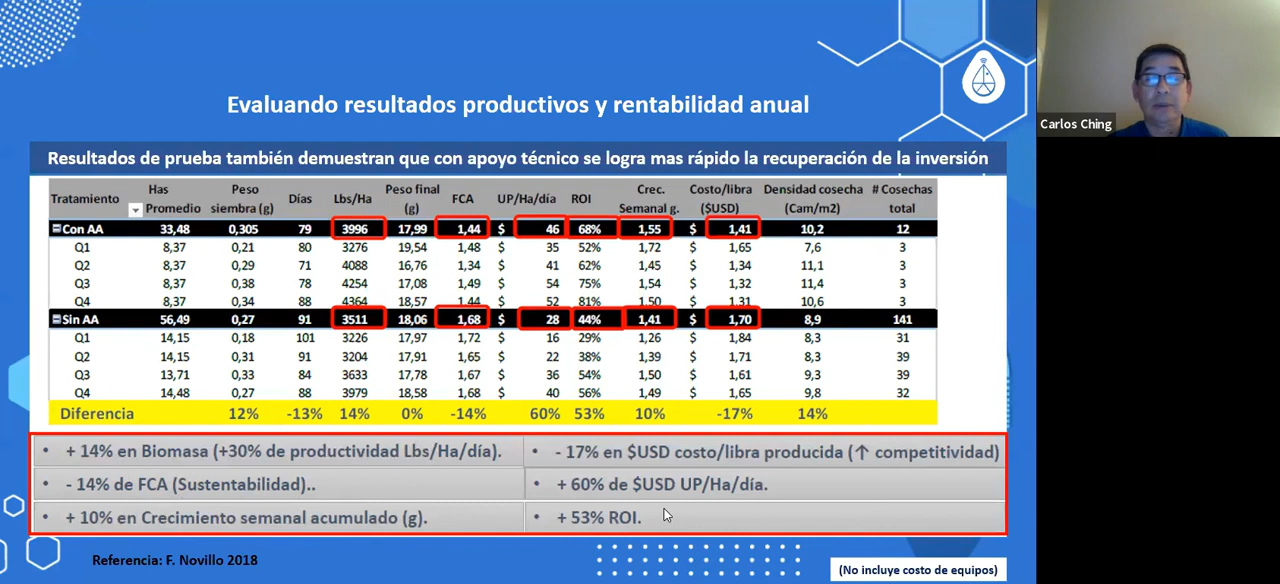 Evaluando resultados productivos y rentabilidad anual
Carlos Ching
Resultados de prueba también demuestran que con apoyo técnico se logra mas rápido la recuperación de la inversión
Tratamiento Has Promedio Peso siembra (g) Días Lbs/Ha Peso final (g) FCA UP/Ha/día ROI Crec. Semanal g. Costo/libra ($USD) Densidad cosecha (Cam/m2) # Cosechas total
Con AA 33,48 0,305 79 3996 17,99 1,44 $ 46 68% 1,55 $ 1,41 10,2 12
Q1 8,37 0,21 80 3276 19,54 1,48 $ 35 52% 1,72 $ 1,65 7,6 3
Q2 8,37 0,29 71 4088 16,76 1,34 $ 41 62% 1,45 $ 1,34 11,1 3
Q3 8,37 0,38 78 4254 17,08 1,49 $ 54 75% 1,54 $ 1,32 11,4 3
Q4 8,37 0,34 88 4364 18,57 1,44 $ 52 81% 1,50 $ 1,31 10,6 3
Sin AA 56,49 0,27 91 3511 18,06 1,68 $ 28 44% 1,41 $ 1,70 8,9 141
Q1 14,15 0,18 101 3226 17,97 1,72 $ 16 29% 1,26 $ 1,84 8,3 31
Q2 14,15 0,31 91 3204 17,91 1,65 $ 22 38% 1,39 $ 1,71 8,3 39
Q3 13,71 0,33 84 3633 17,78 1,67 $ 36 54% 1,50 $ 1,61 9,3 39
Q4 14,48 0,27 88 3979 18,58 1,68 $ 40 56% 1,49 $ 1,65 9,8 32
Diferencia 12% -13% 14% 0% -14% 60% 53% 10% -17% 14%
• + 14% en Biomasa (+30% de productividad Lbs/Ha/día).
• - 17% en $USD costo/libra producida (↑ competitividad)
• - 14% de FCA (Sustentabilidad)..
• + 60% de $USD UP/Ha/día.
• + 10% en Crecimiento semanal acumulado (g).
• + 53% ROI.
Referencia: F. Novillo 2018
(No incluye costo de equipos)